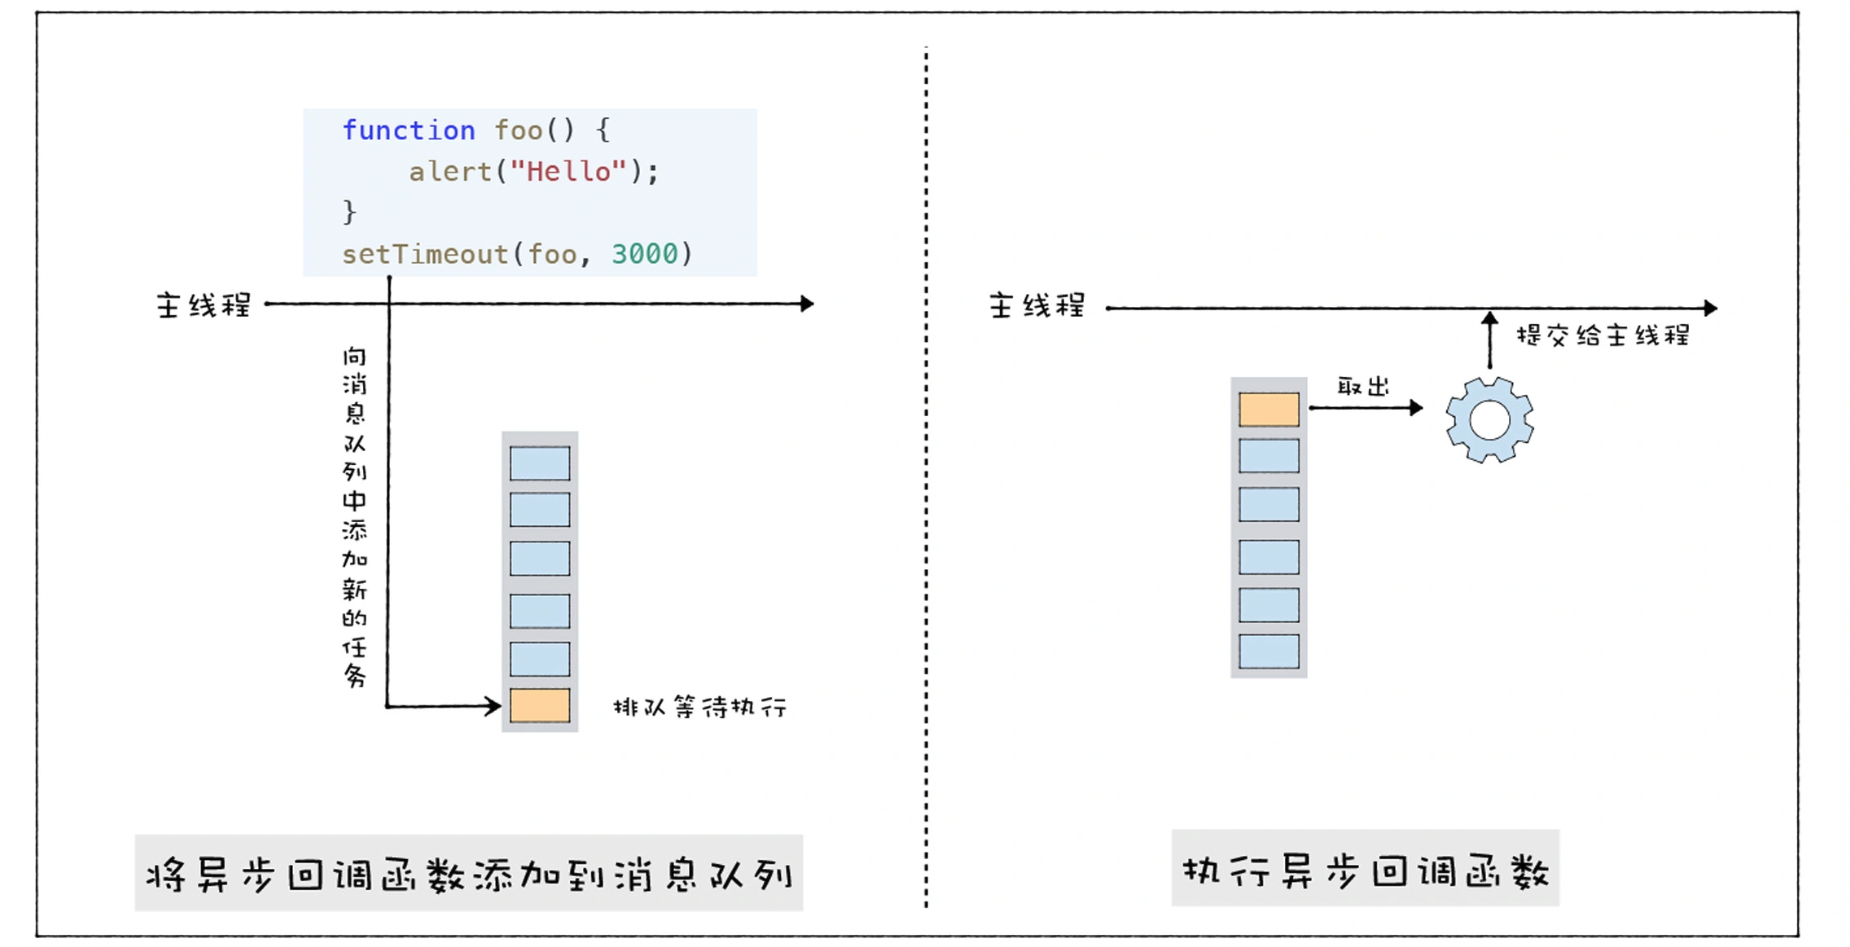 function foo() {
    alert("Hello");
}
setTimeout(foo, 3000)
主线程
向消息队列中添加新的任务
排队等待执行
将异步回调函数添加到消息队列
主线程
提交给主线程
取出
执行异步回调函数